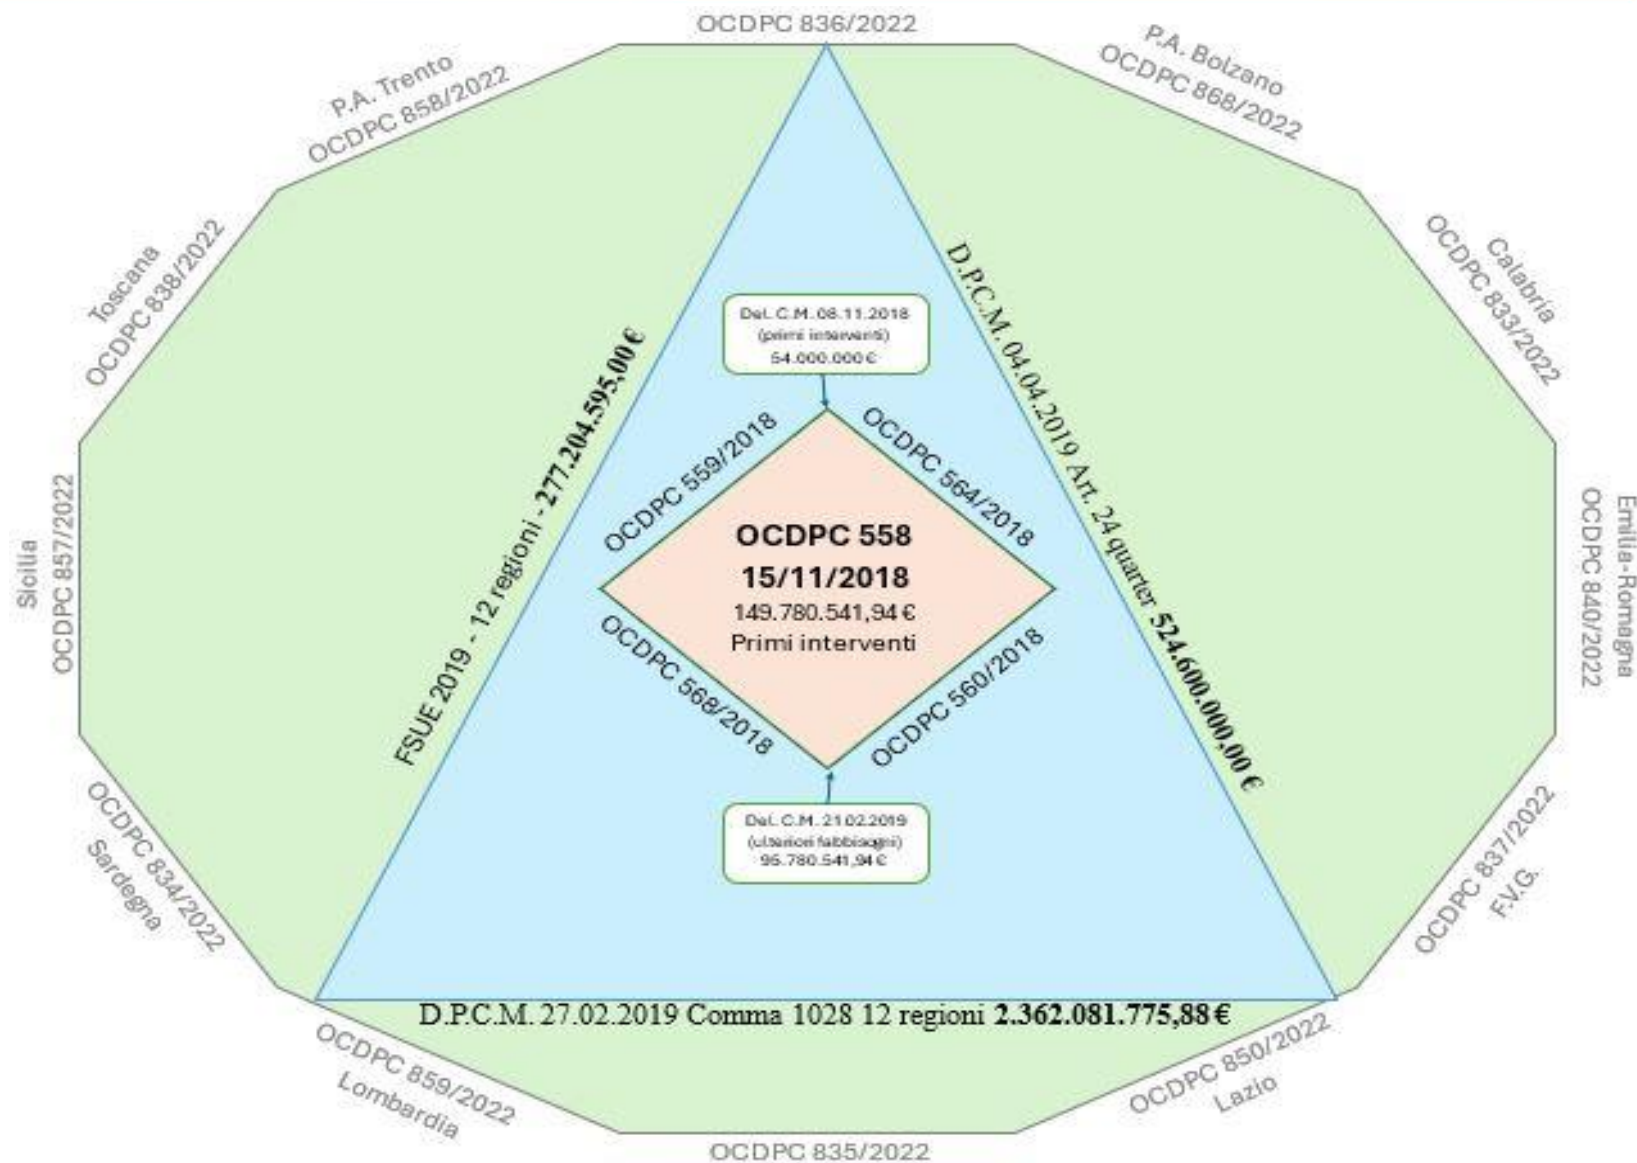 OCDPC 836/2022
P.A. Trento
OCDPC 858/2022
P.A. Bolzano
OCDPC 868/2022
Toscana
OCDPC 838/2022
Calabria
OCDPC 833/2022
Sicilia
OCDPC 857/2022
Emilia-Romagna
OCDPC 840/2022
FSUE 2019 - 12 regioni - 277.204.595,00 €
D.P.C.M. 04.04.2019 Art. 24 quarter 524.600.000,00 €
Del. C.M. 08.11.2018
(primi interventi)
54.000.000 €
OCDPC 559/2018
OCDPC 564/2018
OCDPC 558
15/11/2018
149.780.541,94 €
Primi interventi
OCDPC 568/2018
OCDPC 560/2018
Del. C.M. 21.02.2019
(ulteriori fabbisogni)
95.780.541,94 €
OCDPC 834/2022
Sardegna
OCDPC 837/2022
F.V.G.
D.P.C.M. 27.02.2019 Comma 1028 12 regioni 2.362.081.775,88 €
OCDPC 859/2022
Lombardia
OCDPC 850/2022
Lazio
OCDPC 835/2022